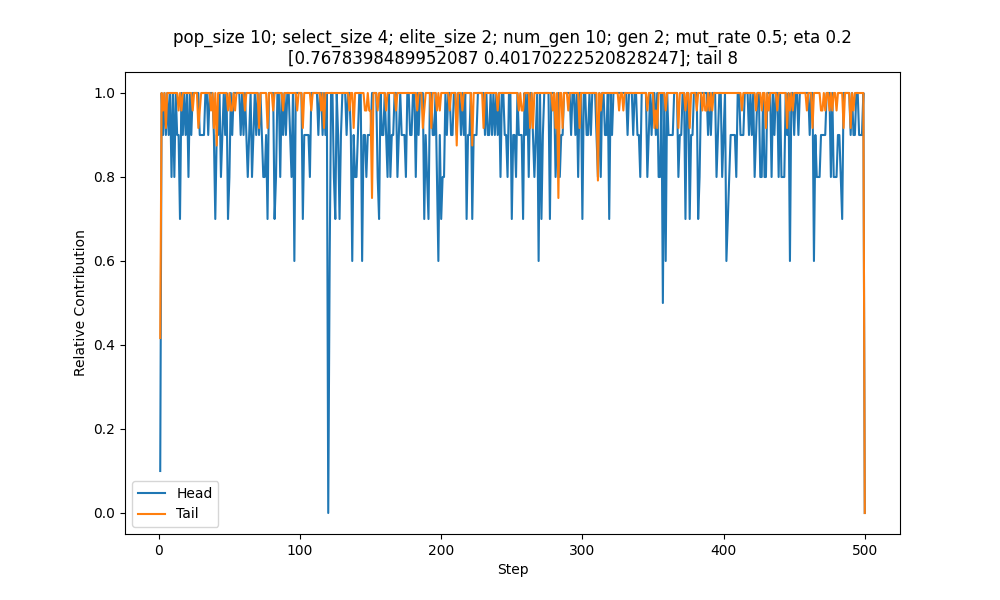 pop_size 10; select_size 4; elite_size 2; num_gen 10; gen 2; mut_rate 0.5; eta 0.2
[0.7678398489952087 0.40170222520828247]; tail 8
1.0
0.8
0.6
0.4
0.2
0.0
Relative Contribution
Head
Tail
0
100
200
300
400
500
Step